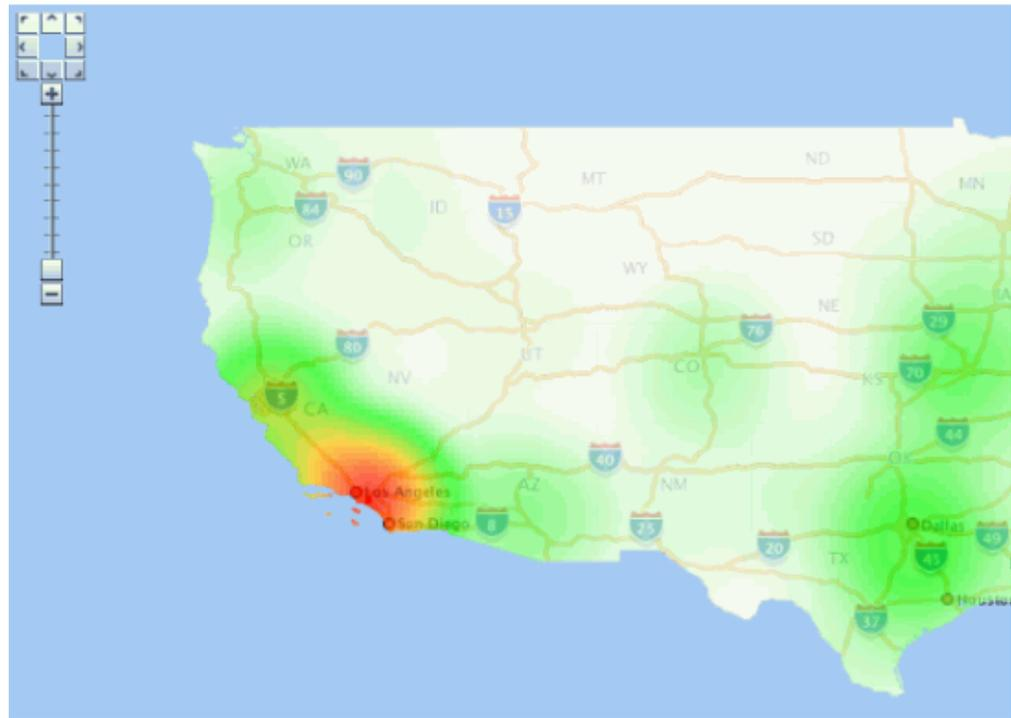 WA
90
MT
ND
MN
84
ID
15
OR
SD
WY
NE
IA
29
76
80
UT
CO
70
NV
KS
5
CA
44
OK
40
AZ
NM
Los Angeles
San Diego
8
25
Dallas
49
20
TX
45
Houston
37